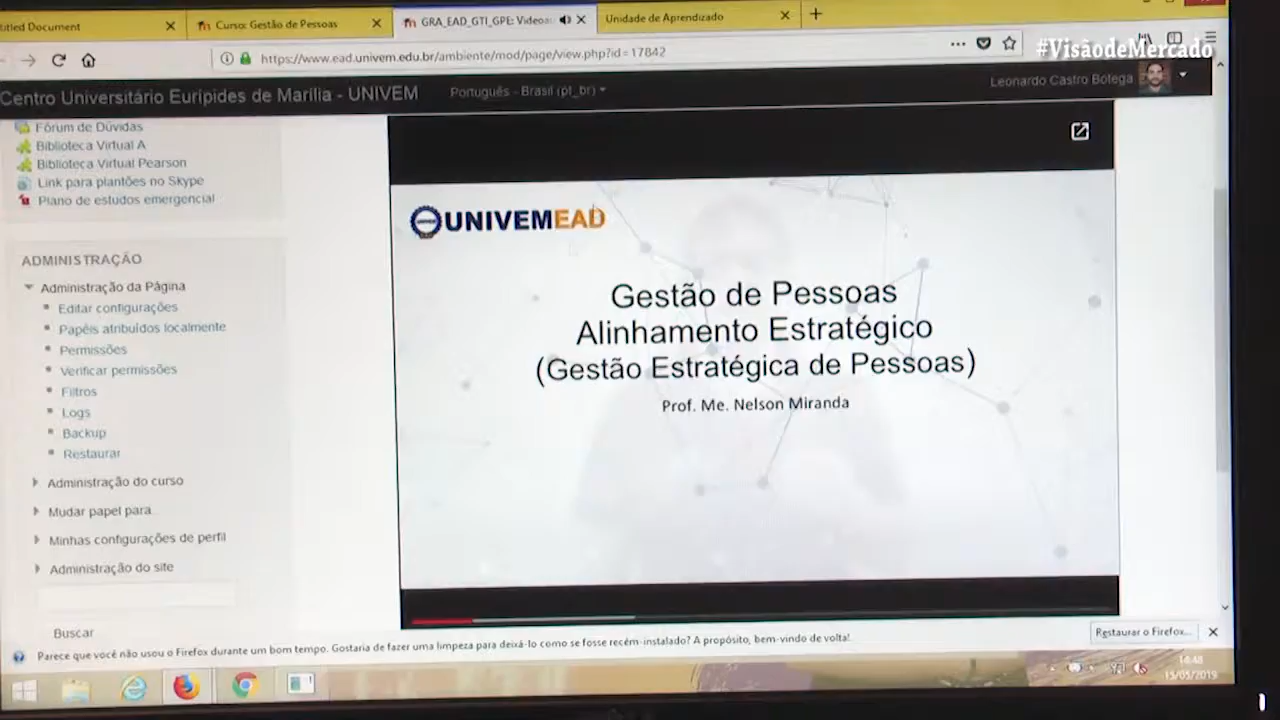 titled Document
Curso: Gestão de Pessoas
GRA_EAD_GTI_GPE: Videoa
Unidade de Aprendizado
https://www.ead.univem.edu.br/ambiente/mod/page/view.php?id=17842
#VisãodeMercado
Centro Universitário Eurípides de Marília - UNIVEM
Português - Brasil (pt_br)
Leonardo Castro Botega
Fórum de Dúvidas
Biblioteca Virtual A
Biblioteca Virtual Pearson
Link para plantões no Skype
Plano de estudos emergencial
ADMINISTRAÇÃO
Administração da Página
Editar configurações
Papéis atribuídos localmente
Permissões
Verificar permissões
Filtros
Logs
Backup
Restaurar
Administração do curso
Mudar papel para...
Minhas configurações de perfil
Administração do site
Buscar
UNIVEMEAD
Gestão de Pessoas
Alinhamento Estratégico
(Gestão Estratégica de Pessoas)
Prof. Me. Nelson Miranda
Parece que você não usou o Firefox durante um bom tempo. Gostaria de fazer uma limpeza para deixá-lo como se fosse recém-instalado? A propósito, bem-vindo de volta!
Restaurar o Firefox...
14:48
15/05/2019